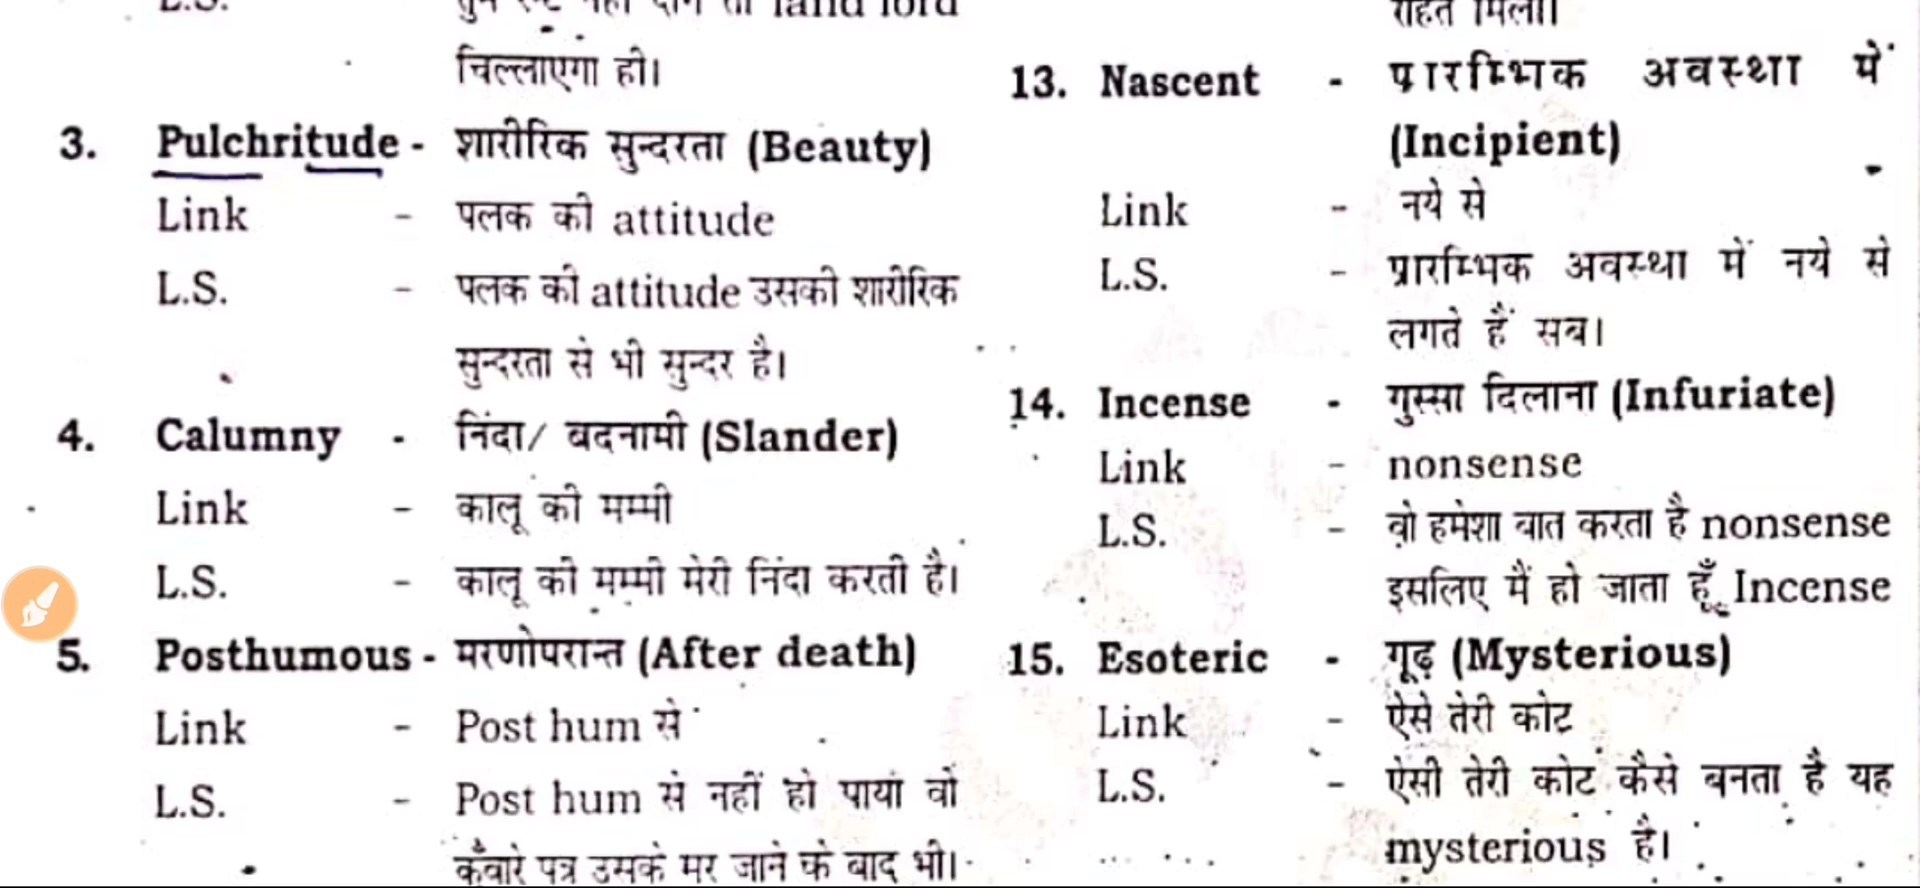 L.S.
land lord
चिल्लाएगा ही।
3. Pulchritude - शारीरिक सुन्दरता (Beauty)
Link - पलक की attitude
L.S. - पलक की attitude उसकी शारीरिक
सुन्दरता से भी सुन्दर है।
4. Calumny - निंदा/ बदनामी (Slander)
Link - कालू की मम्मी
L.S. - कालू की मम्मी मेरी निंदा करती है।
5. Posthumous - मरणोपरान्त (After death)
Link - Post hum से
L.S. - Post hum से नहीं हो पाया वो
कँवारे पत्र उसके मर जाने के बाद भी।
राहत मिली।
13. Nascent - प्रारम्भिक अवस्था में
(Incipient)
Link - नये से
L.S. - प्रारम्भिक अवस्था में नये से
लगते हैं सब।
14. Incense - गुस्सा दिलाना (Infuriate)
Link - nonsense
L.S. - वो हमेशा बात करता है nonsense
इसलिए मैं हो जाता हूँ Incense
15. Esoteric - गूढ़ (Mysterious)
Link - ऐसे तेरी कोट
L.S. - ऐसी तेरी कोट कैसे बनता है यह
mysterious है।